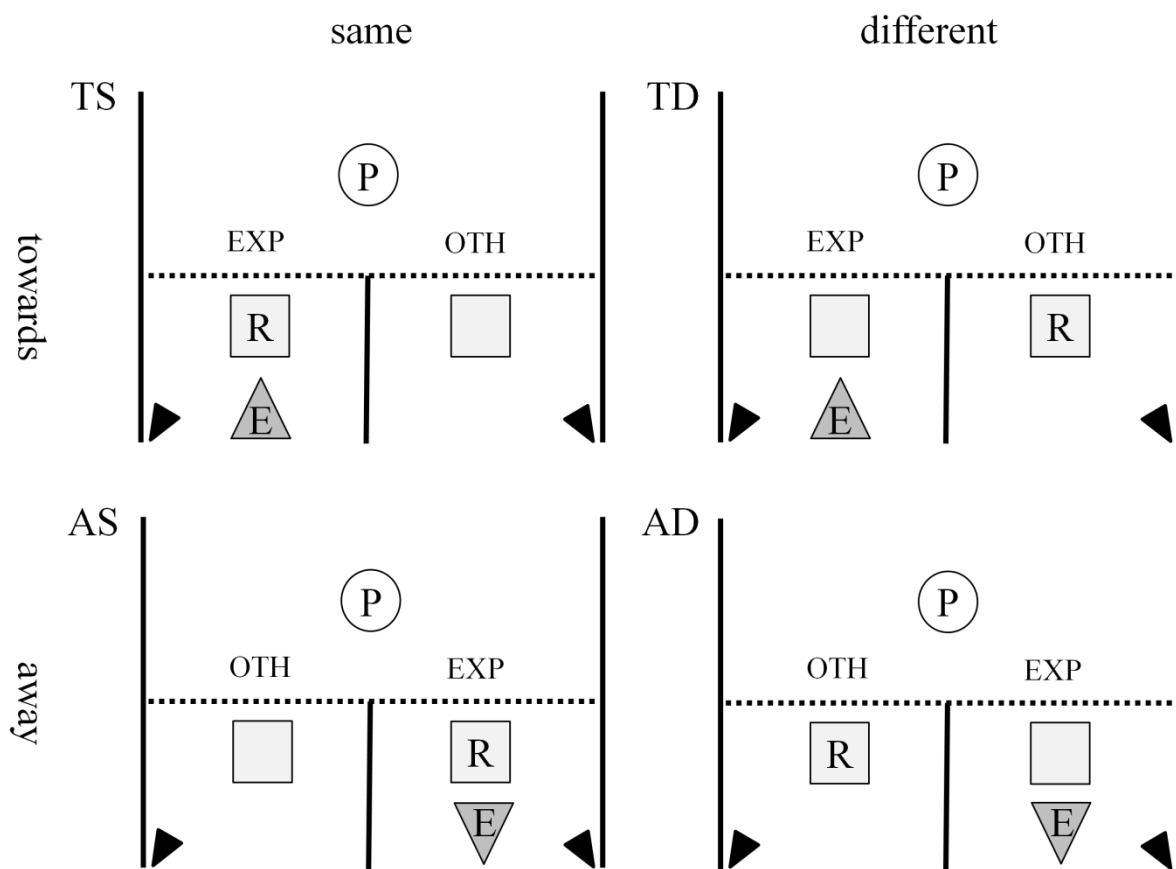 same different
TS TD
P P
towards
EXP OTH EXP OTH
R R
E E
AS AD
P P
away
OTH EXP OTH EXP
R R
E E